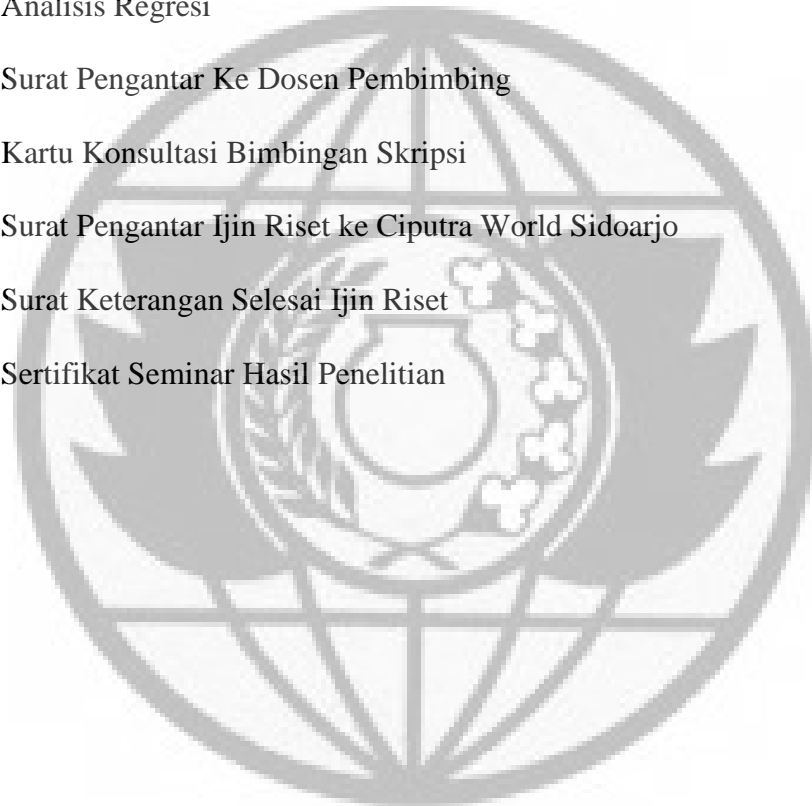 Analisis Regresi
Surat Pengantar Ke Dosen Pembimbing
Kartu Konsultasi Bimbingan Skripsi
Surat Pengantar Ijin Riset ke Ciputra World Sidoarjo
Surat Keterangan Selesai Ijin Riset
Sertifikat Seminar Hasil Penelitian